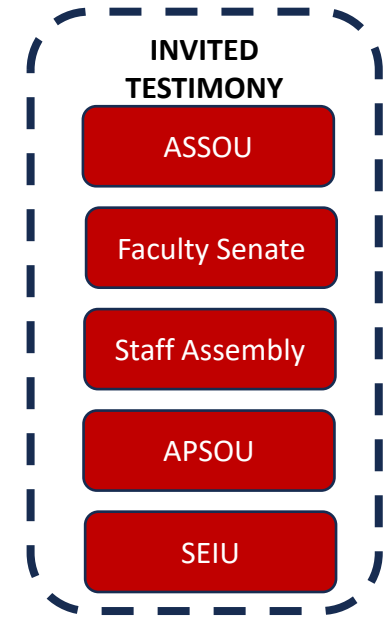 INVITED
TESTIMONY
ASSOU
Faculty Senate
Staff Assembly
APSOU
SEIU